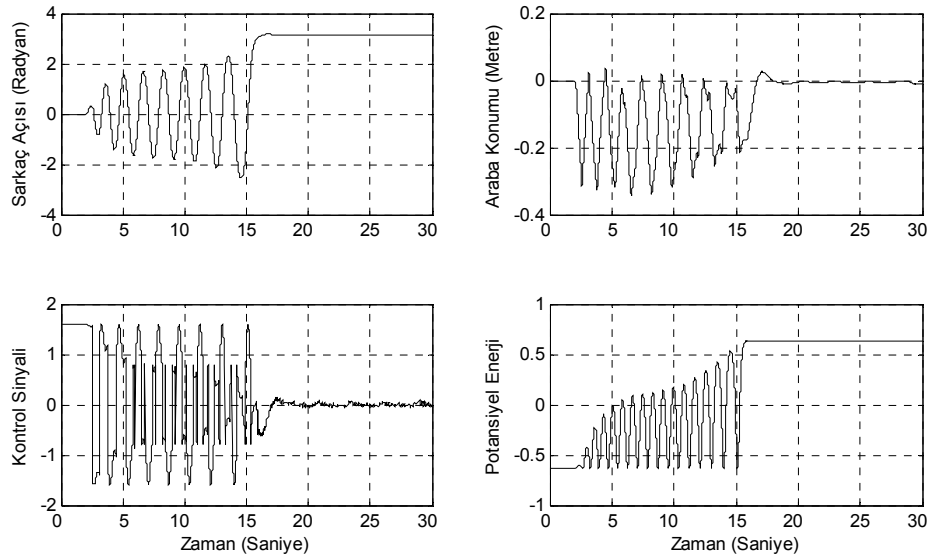 Sarkaç Açısı (Radyan)
4
2
0
-2
-4
0 5 10 15 20 25 30
Araba Konumu (Metre)
0.2
0
-0.2
-0.4
0 5 10 15 20 25 30
Kontrol Sinyali
2
1
0
-1
-2
0 5 10 15 20 25 30
Zaman (Saniye)
Potansiyel Enerji
1
0.5
0
-0.5
-1
0 5 10 15 20 25 30
Zaman (Saniye)